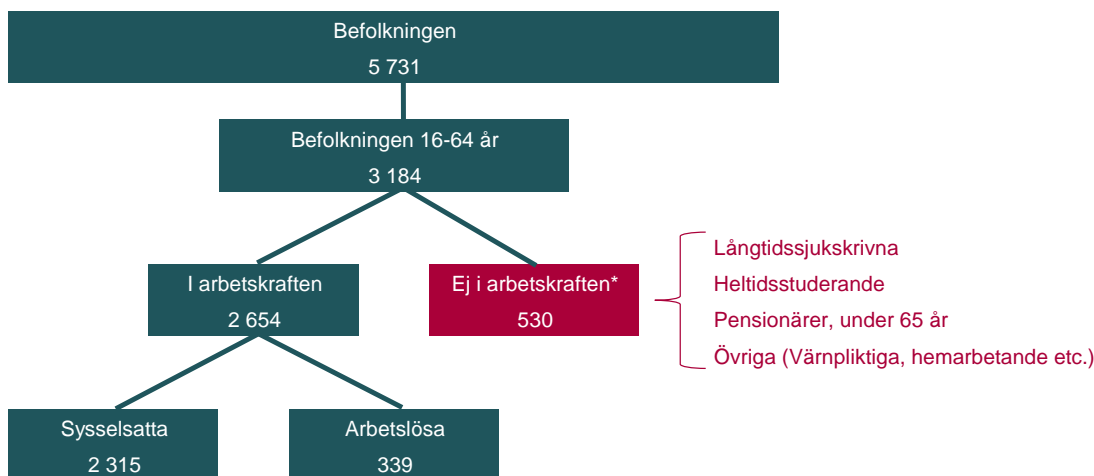 Befolkningen
5 731
Befolkningen 16-64 år
3 184
I arbetskraften
2 654
Ej i arbetskraften*
530
Långtidssjukskrivna
Heltidsstuderande
Pensionärer, under 65 år
Övriga (Värnpliktiga, hemarbetande etc.)
Sysselsatta
2 315
Arbetslösa
339